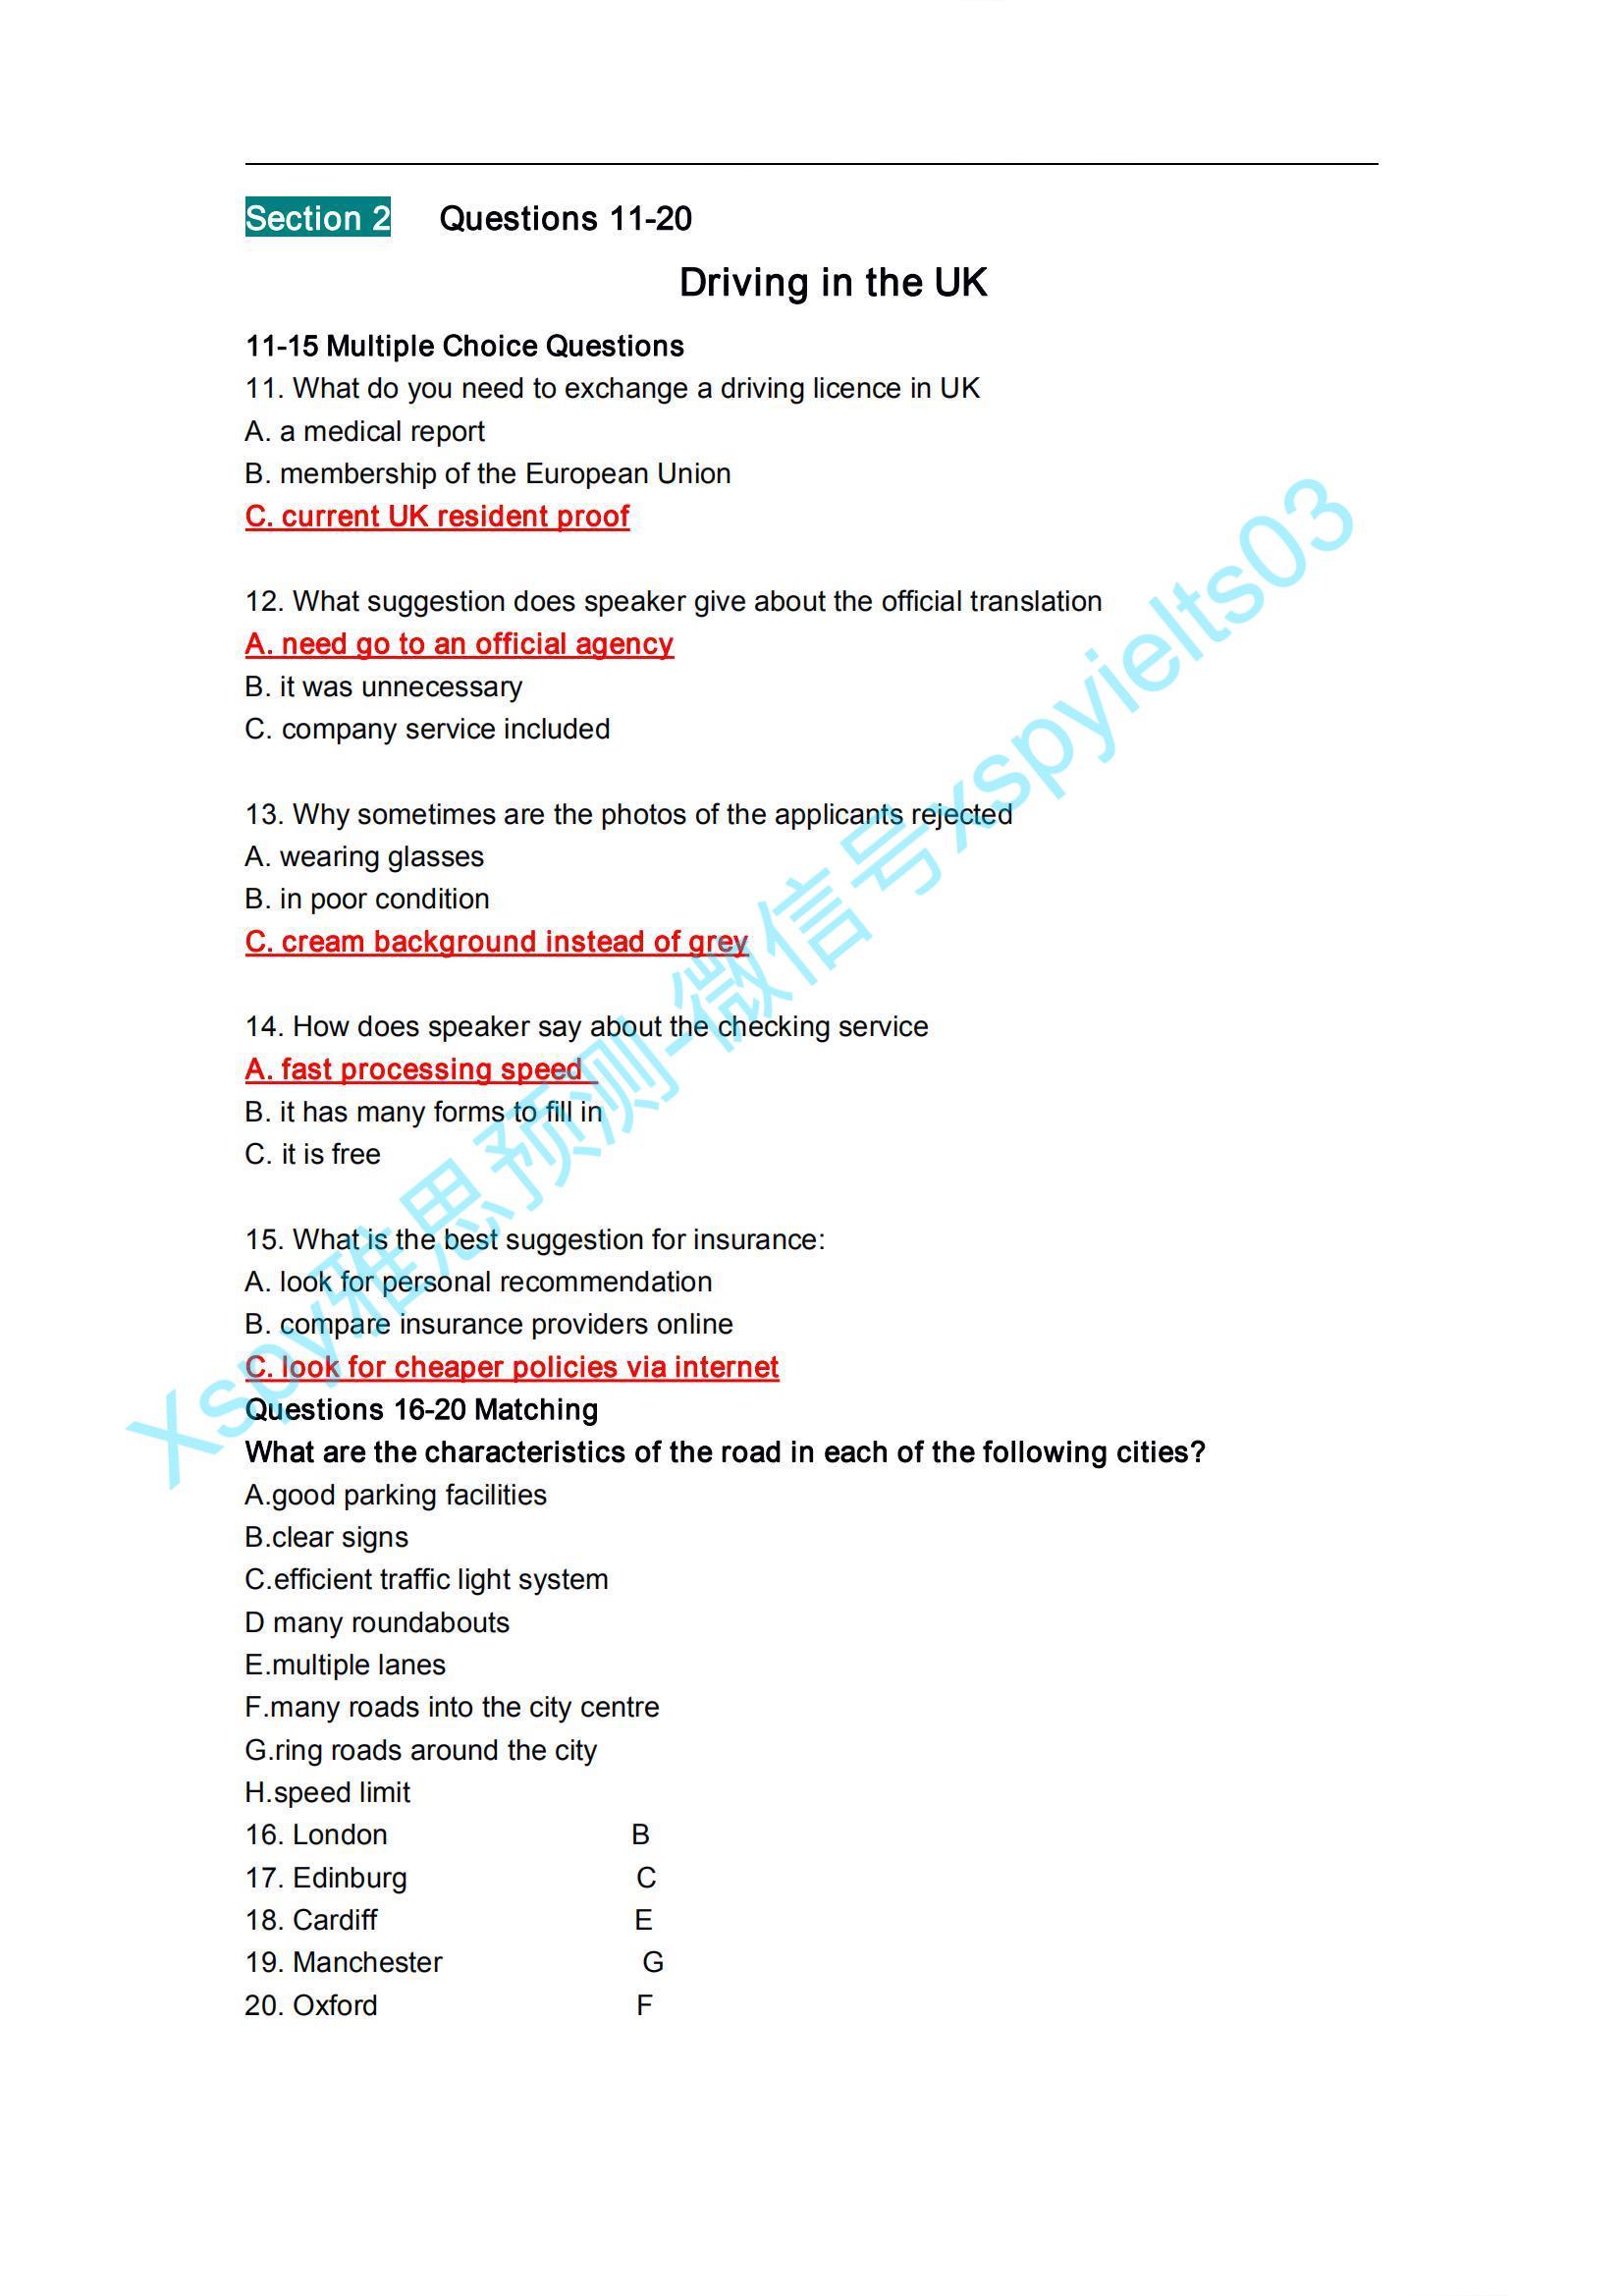 Section 2 Questions 11-20
Driving in the UK
11-15 Multiple Choice Questions
11. What do you need to exchange a driving licence in UK
A. a medical report
B. membership of the European Union
C. current UK resident proof
12. What suggestion does speaker give about the official translation
A. need go to an official agency
B. it was unnecessary
C. company service included
13. Why sometimes are the photos of the applicants rejected
A. wearing glasses
B. in poor condition
C. cream background instead of grey
14. How does speaker say about the checking service
A. fast processing speed
B. it has many forms to fill in
C. it is free
15. What is the best suggestion for insurance:
A. look for personal recommendation
B. compare insurance providers online
C. look for cheaper policies via internet
Questions 16-20 Matching
What are the characteristics of the road in each of the following cities?
A.good parking facilities
B.clear signs
C.efficient traffic light system
D many roundabouts
E.multiple lanes
F.many roads into the city centre
G.ring roads around the city
H.speed limit
16. London B
17. Edinburg C
18. Cardiff E
19. Manchester G
20. Oxford F
Xspy雅思预测-微信号xspyielts03